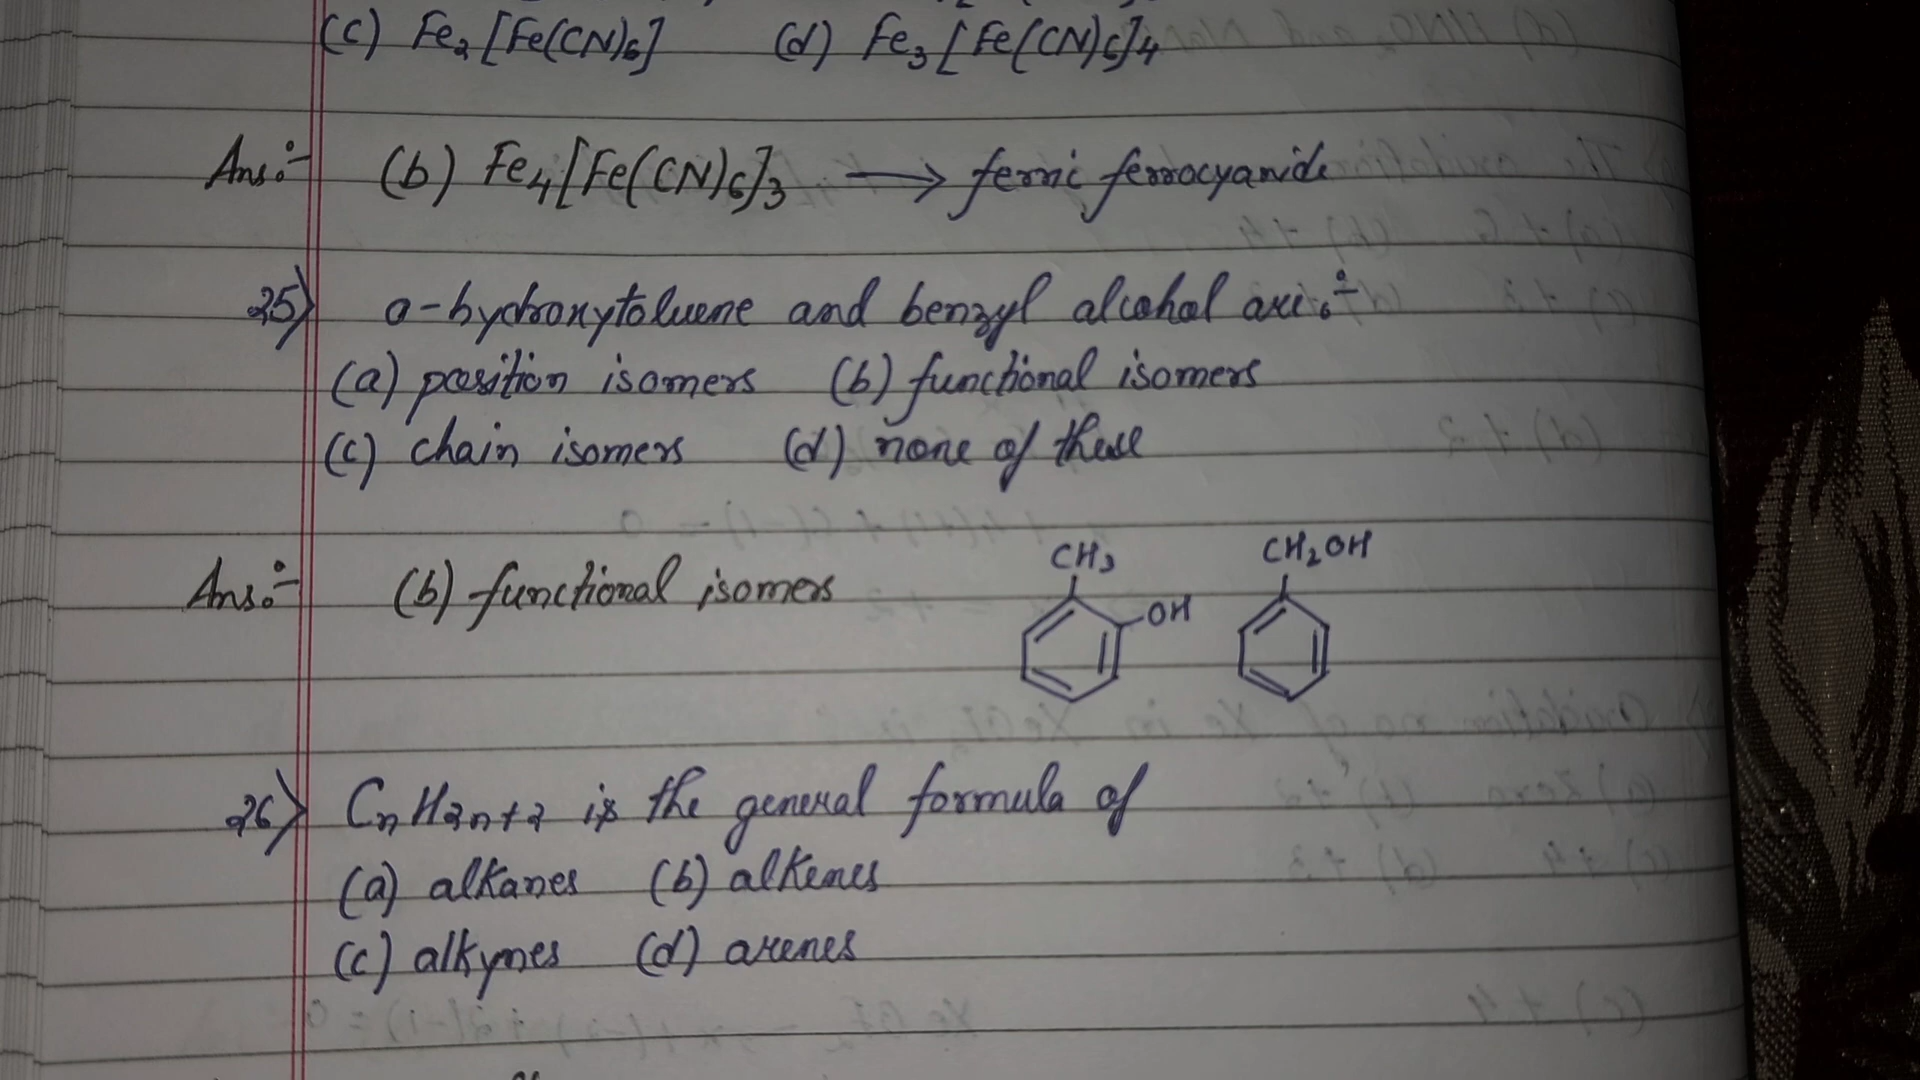 (c) Fe2[Fe(CN)6] (d) Fe3[Fe(CN)6]4
Ans:- (b) Fe4[Fe(CN)6]3 → ferric ferrocyanide
25) o-hydroxytoluene and benzyl alcohol are:-
(a) position isomers (b) functional isomers
(c) chain isomers (d) none of these
CH3 CH2OH
Ans:- (b) functional isomers -OH
26) CnH2n+2 is the general formula of
(a) alkanes (b) alkenes
(c) alkynes (d) arenes